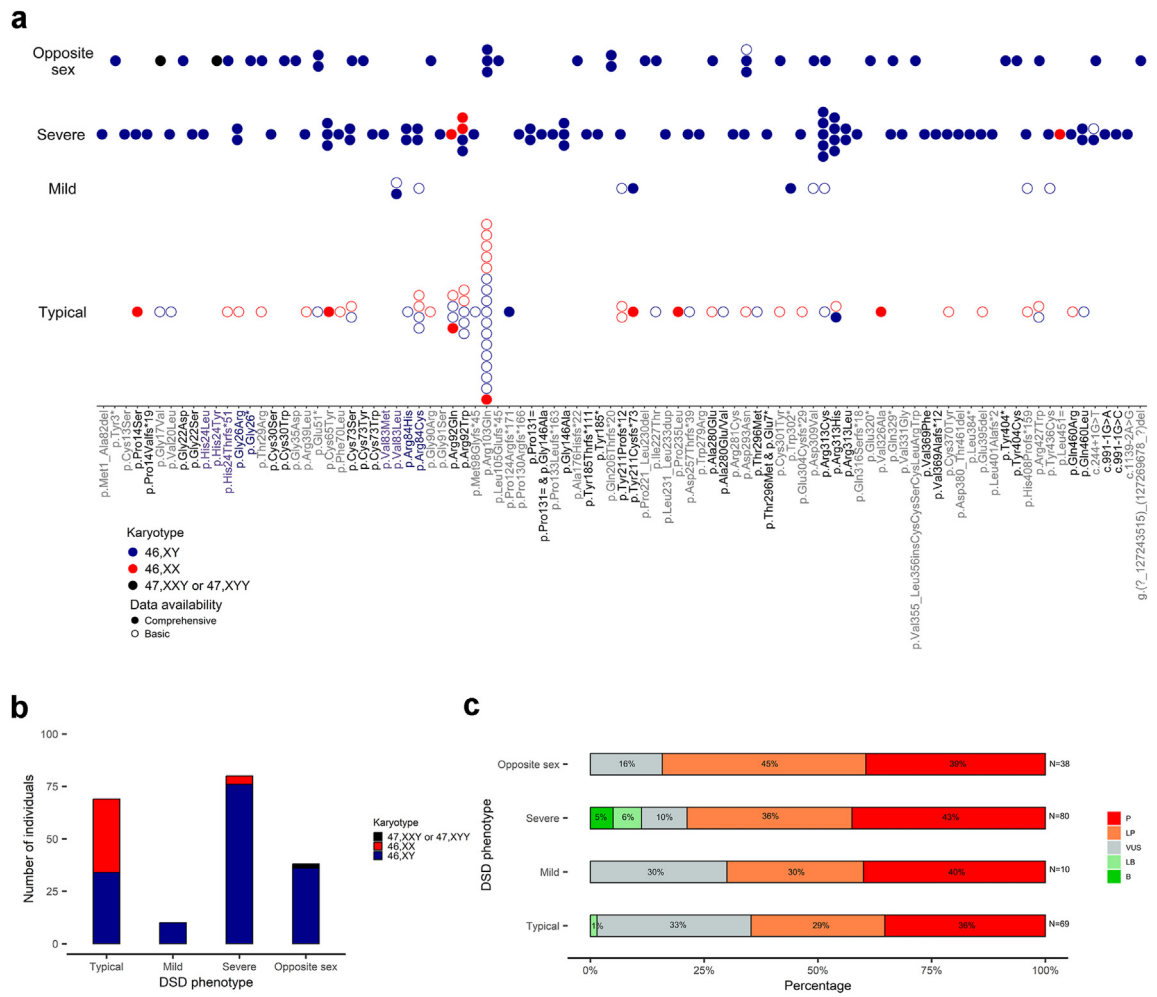 a
Opposite
sex
Severe
Mild
Typical
p.Met1_Ala82del
p.Tyr3*
p.Cys13Ser
p.Pro14Ser
p.Pro14Valfs*19
p.Gly17Val
p.Val20Leu
p.Gly22Asp
p.Gly22Ser
p.His24Leu
p.His24Tyr
p.His24Thrfs*51
p.Gly26Arg
p.Gly26*
p.Thr29Arg
p.Cys30Ser
p.Cys30Trp
p.Gly35Asp
p.Arg39Leu
p.Glu51*
p.Cys65Tyr
p.Phe70Leu
p.Cys73Ser
p.Cys73Tyr
p.Cys73Trp
p.Val83Met
p.Val83Leu
p.Arg84His
p.Arg84Cys
p.Gly90Arg
p.Gly91Ser
p.Arg92Gln
p.Arg92Trp
p.Met98Glyfs*45
p.Arg103Gln
p.Leu105Glufs*45
p.Pro124Argfs*171
p.Pro130Argfs*166
p.Pro131=
p.Pro131= & p.Gly146Ala
p.Pro133Leufs*163
p.Gly146Ala
p.Ala176Hisfs*22
p.Tyr185Thrfs*111
p.Tyr185*
p.Gln206Thrfs*20
p.Tyr211Profs*112
p.Tyr211Cysfs*73
p.Pro221_Leu230del
p.Ile227Thr
p.Leu231_Leu233dup
p.Pro235Leu
p.Asp257Thrfs*39
p.Trp279Arg
p.Ala280Glu
p.Ala280Glu/Val
p.Arg281Cys
p.Asp293Asn
p.Thr296Met
p.Thr296Met & p.Glu7*
p.Cys301Tyr
p.Trp302*
p.Glu304Cysfs*29
p.Asp309Val
p.Arg313Cys
p.Arg313His
p.Arg313Leu
p.Gln316Serfs*18
p.Glu320*
p.Val326Ala
p.Gln329*
p.Val331Gly
p.Val355_Leu356insCysCysSerCysLeuArgTrp
p.Val369Phe
p.Val369Alafs*12
p.Cys370Tyr
p.Asp380_Thr461del
p.Leu384*
p.Glu395del
p.Leu401Alafs*2
p.Tyr404*
p.Tyr404Cys
p.His408Profs*159
p.Arg427Trp
p.Tyr436Cys
p.Leu451=
p.Gln460Arg
p.Gln460Leu
c.244+1G>T
c.991-1G>A
c.991-1G>C
c.1139-2A>G
g.(?_127243515)_(127269678_?)del
Karyotype
46,XY
46,XX
47,XXY or 47,XYY
Data availability
Comprehensive
Basic
b
100
75
50
25
0
Number of individuals
Typical
Mild
Severe
Opposite sex
DSD phenotype
Karyotype
47,XXY or 47,XYY
46,XX
46,XY
c
DSD phenotype
Opposite sex
16%
45%
39%
N=38
Severe
5%
6%
10%
36%
43%
N=80
Mild
30%
30%
40%
N=10
Typical
1%
33%
29%
36%
N=69
0%
25%
50%
75%
100%
Percentage
P
LP
VUS
LB
B